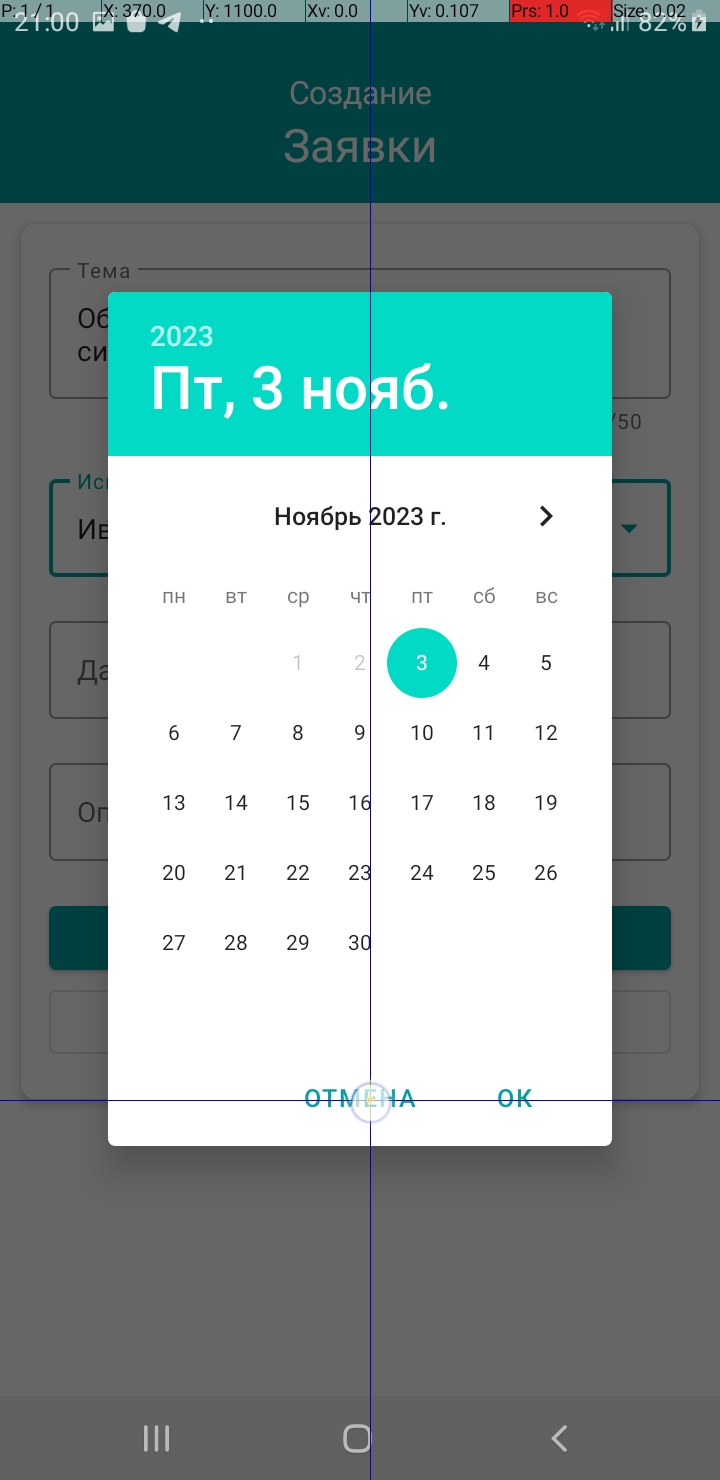 P: 1 / 1 X: 370.0 Y: 1100.0 Xv: 0.0 Yv: 0.107 Prs: 1.0 Size: 0.02
21:00 82%
Создание
Заявки
Тема
Об
си
/50
Ис
Ив
Да
Оп
2023
Пт, 3 нояб.
Ноябрь 2023 г.
пн вт ср чт пт сб вс
1 2 3 4 5
6 7 8 9 10 11 12
13 14 15 16 17 18 19
20 21 22 23 24 25 26
27 28 29 30
ОТМЕНА ОК